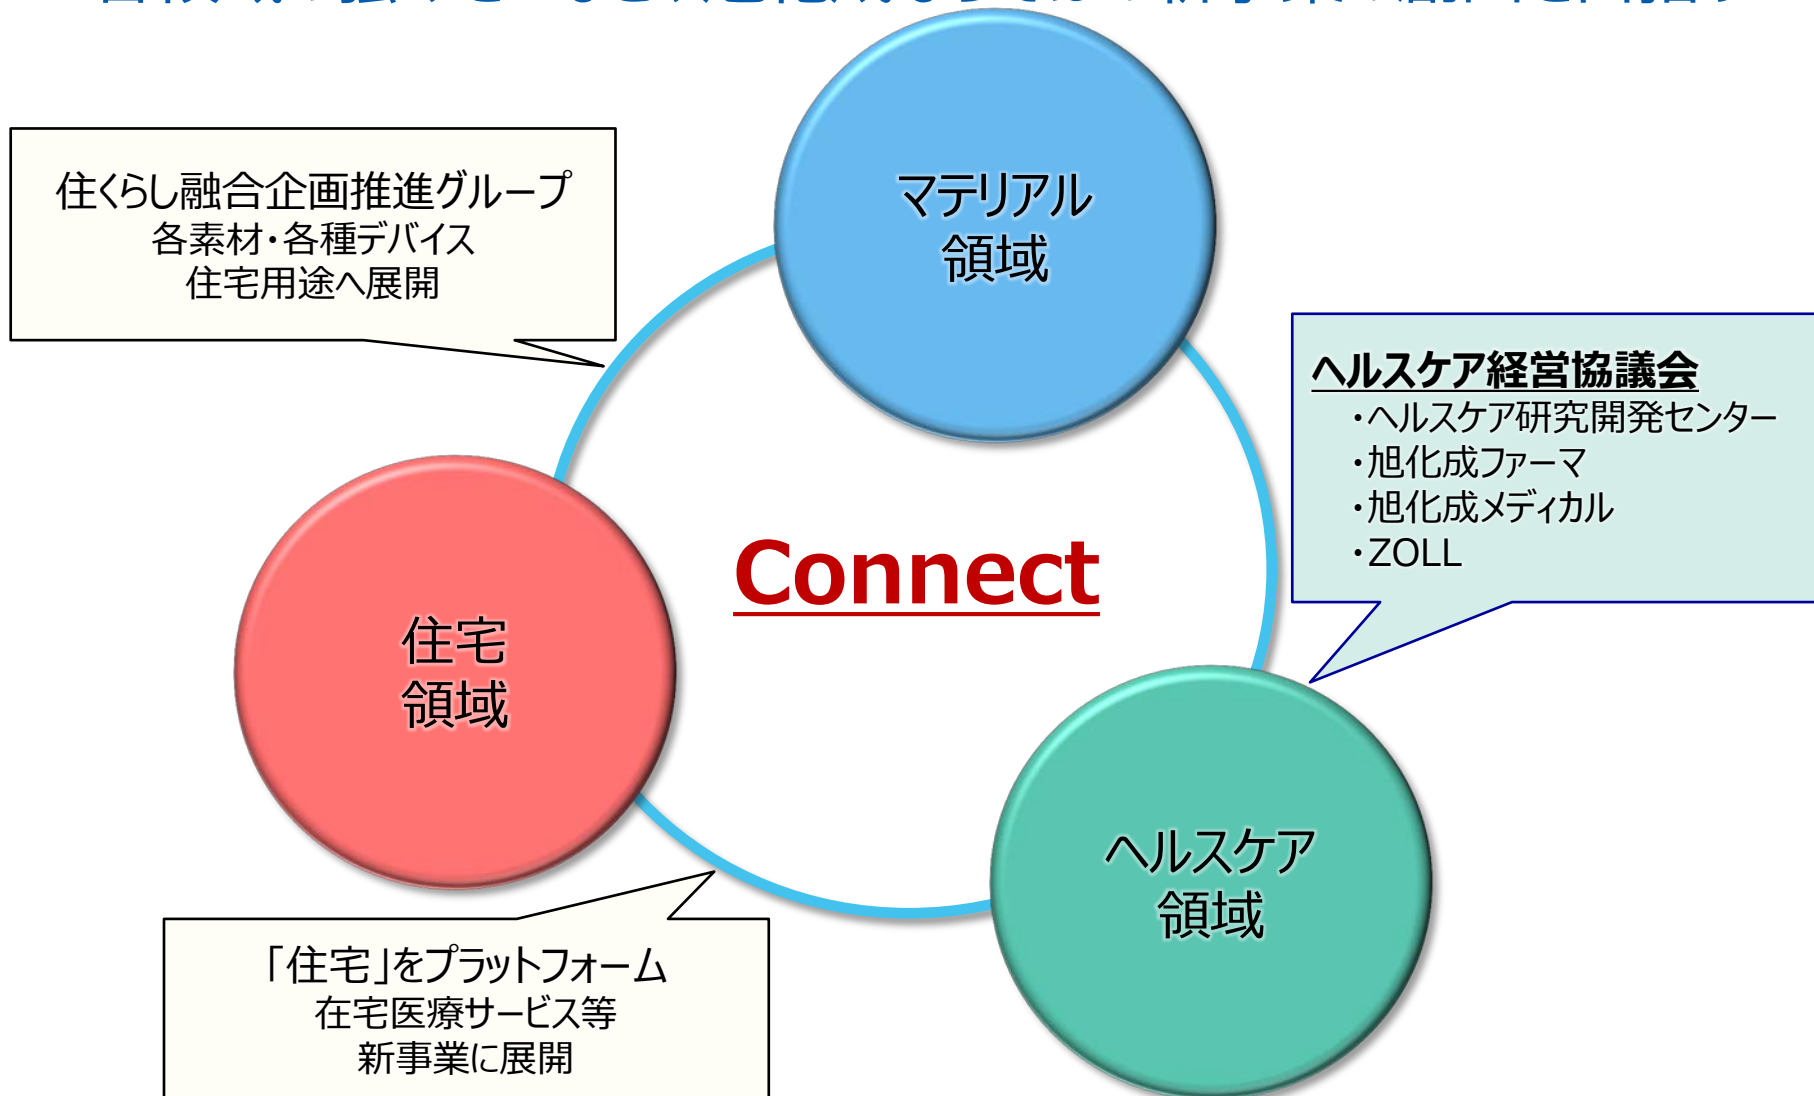 マテリアル
領域
住くらし融合企画推進グループ
各素材・各種デバイス
住宅用途へ展開
ヘルスケア経営協議会
・ヘルスケア研究開発センター
・旭化成ファーマ
・旭化成メディカル
・ZOLL
Connect
住宅
領域
ヘルスケア
領域
「住宅」をプラットフォーム
在宅医療サービス等
新事業に展開